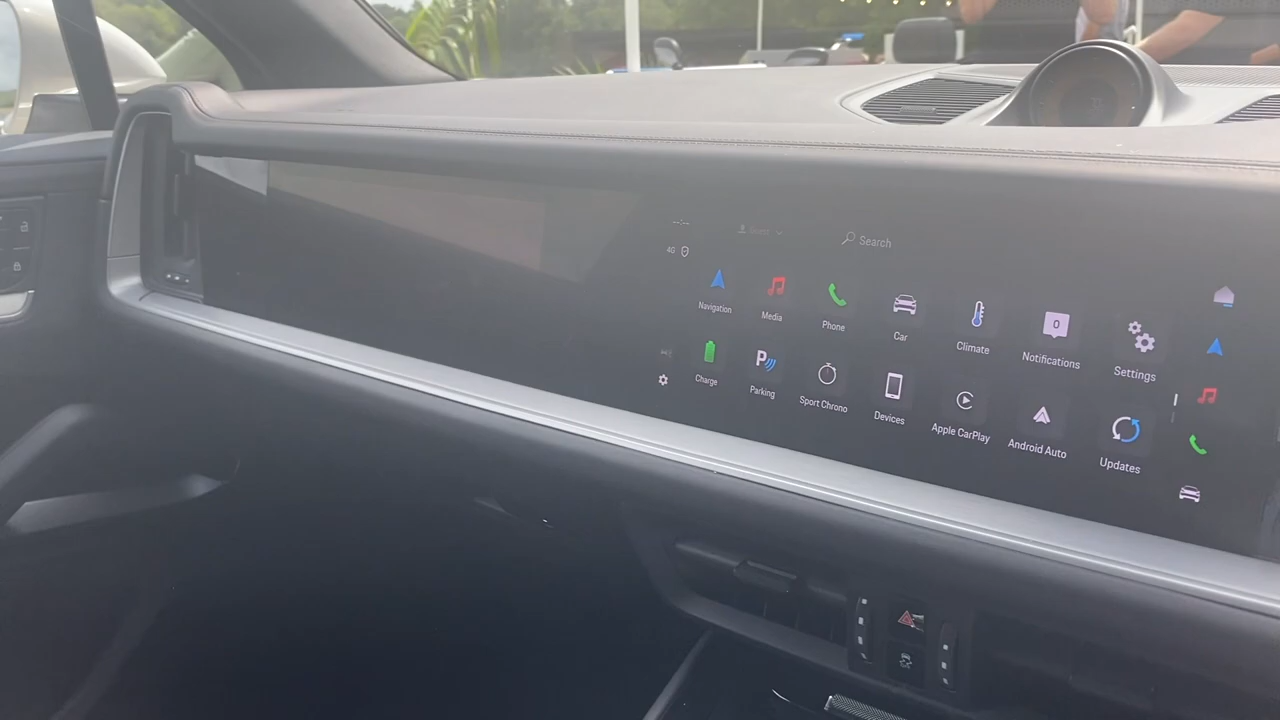 Search
4G
Navigation
Media
Phone
Car
Climate
0
Notifications
Settings
Charge
P
Parking
Sport Chrono
Devices
Apple CarPlay
Android Auto
Updates